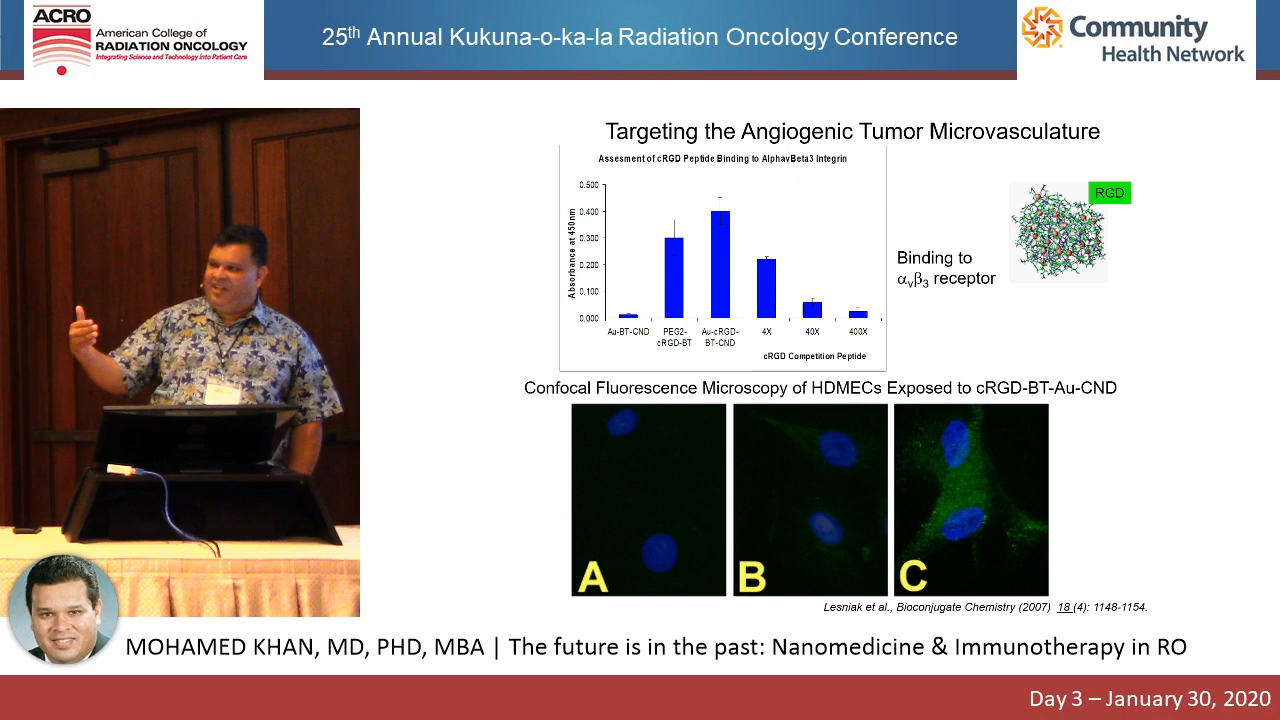 ACRO
American College of
RADIATION ONCOLOGY
Integrating Science and Technology into Patient Care
25th Annual Kukuna-o-ka-la Radiation Oncology Conference
Community
Health Network
Targeting the Angiogenic Tumor Microvasculature
Assesment of cRGD Peptide Binding to AlphavBeta3 Integrin
Absorbance at 450nm
0.500
0.400
0.300
0.200
0.100
0.000
Au-BT-CND
PEG2-
cRGD-BT
Au-cRGD-
BT-CND
4X
40X
400X
cRGD Competition Peptide
RGD
Binding to
αvβ3 receptor
Confocal Fluorescence Microscopy of HDMECs Exposed to cRGD-BT-Au-CND
A
B
C
Lesniak et al., Bioconjugate Chemistry (2007) 18 (4): 1148-1154.
MOHAMED KHAN, MD, PHD, MBA | The future is in the past: Nanomedicine & Immunotherapy in RO
Day 3 – January 30, 2020